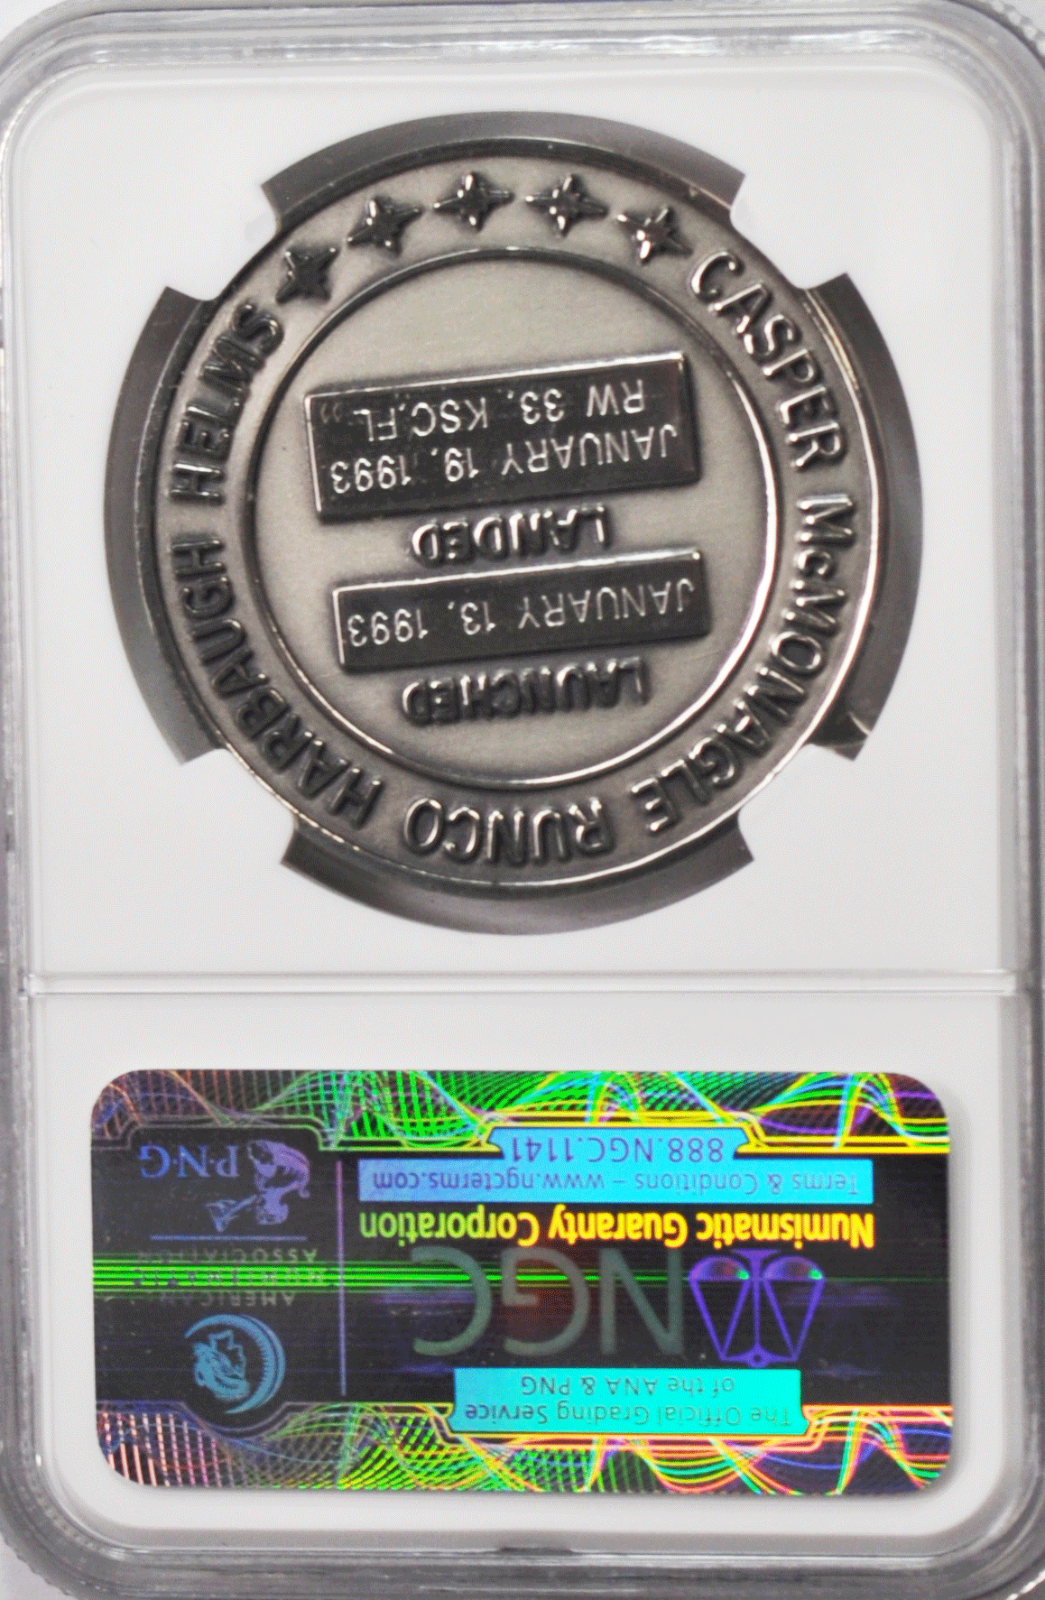 The Official Grading Service
of the ANA & PNG
NGC
Numismatic Guaranty Corporation
Terms & Conditions – www.ngcterms.com
888.NGC.1141
AMERICAN
NUMISMATIC
ASSOCIATION
P·N·G
CASPER McMONAGLE RUNCO HARBAUGH HELMS
LAUNCHED
JANUARY 13, 1993
LANDED
JANUARY 19, 1993
RW 33, KSC,FL”